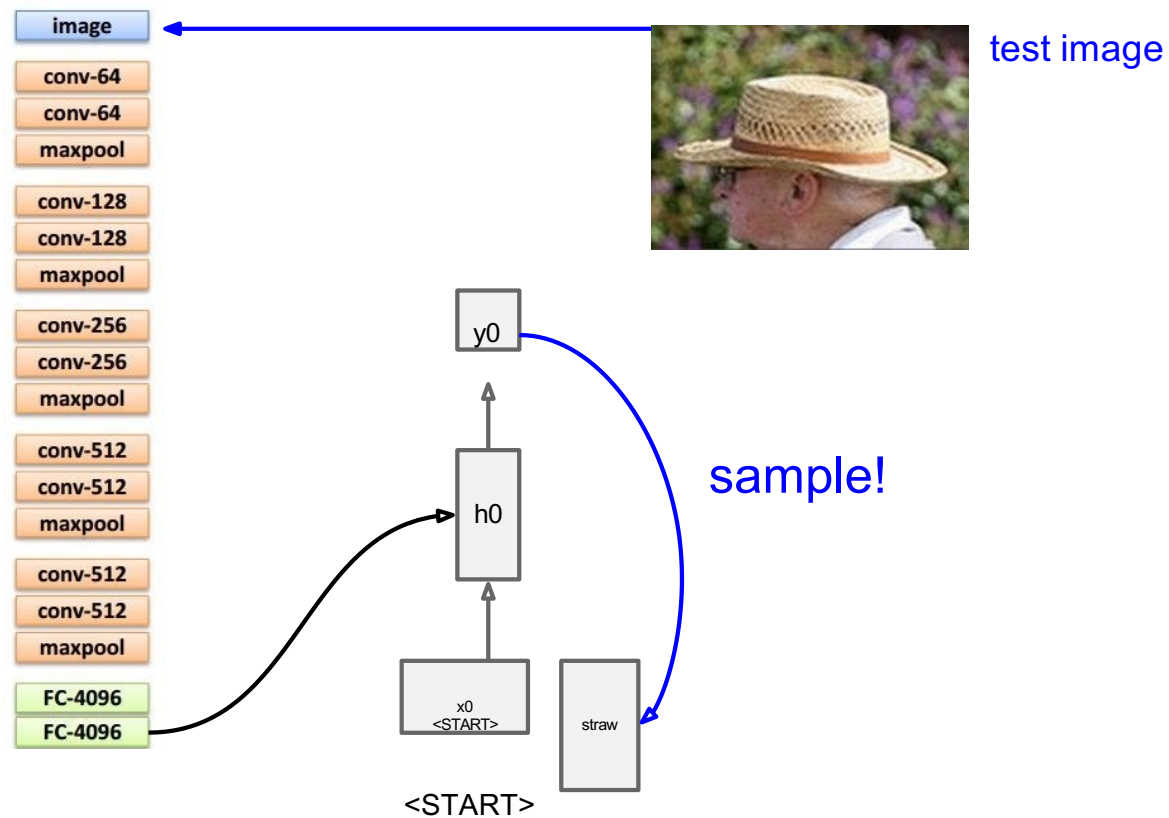 image
conv-64
conv-64
maxpool
conv-128
conv-128
maxpool
conv-256
conv-256
maxpool
conv-512
conv-512
maxpool
conv-512
conv-512
maxpool
FC-4096
FC-4096
test image
y0
sample!
h0
x0
<START>
straw
<START>